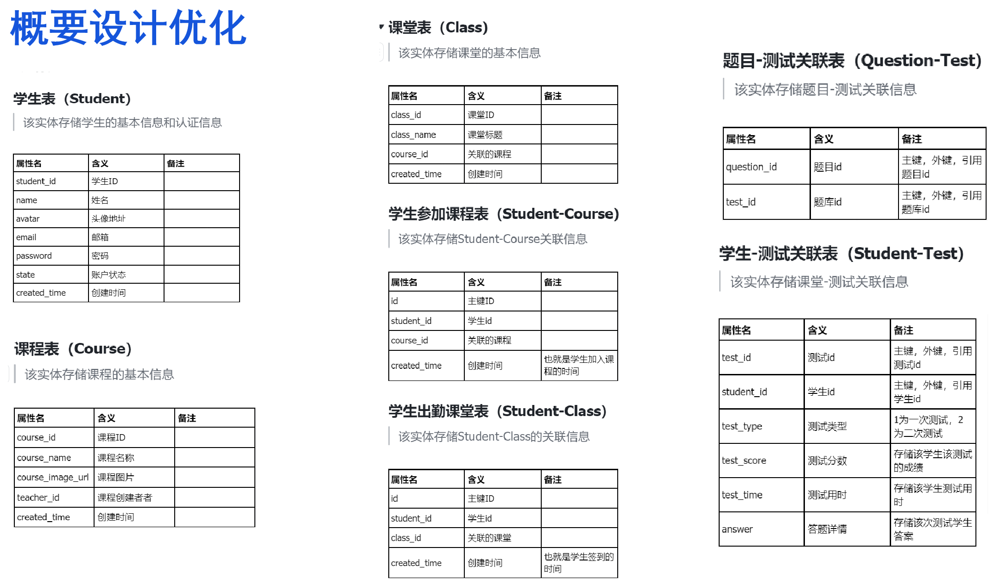 概要设计优化
学生表（Student）
该实体存储学生的基本信息和认证信息
属性名 含义 备注
student_id 学生ID
name 姓名
avatar 头像地址
email 邮箱
password 密码
state 账户状态
created_time 创建时间
课程表（Course）
该实体存储课程的基本信息
属性名 含义 备注
course_id 课程ID
course_name 课程名称
course_image_url 课程图片
teacher_id 课程创建者者
created_time 创建时间
课堂表（Class）
该实体存储课堂的基本信息
属性名 含义 备注
class_id 课堂ID
class_name 课堂标题
course_id 关联的课程
created_time 创建时间
学生参加课程表（Student-Course）
该实体存储Student-Course关联信息
属性名 含义 备注
id 主键ID
student_id 学生id
course_id 关联的课程
created_time 创建时间 也就是学生加入课
程的时间
学生出勤课堂表（Student-Class）
该实体存储Student-Class的关联信息
属性名 含义 备注
id 主键ID
student_id 学生id
class_id 关联的课堂
created_time 创建时间 也就是学生签到的
时间
题目-测试关联表（Question-Test）
该实体存储题目-测试关联信息
属性名 含义 备注
question_id 题目id 主键，外键，引用
题目id
test_id 题库id 主键，外键，引用
题库id
学生-测试关联表（Student-Test）
该实体存储课堂-测试关联信息
属性名 含义 备注
test_id 测试id 主键，外键，引用
测试id
student_id 学生id 主键，外键，引用
学生id
test_type 测试类型 1为一次测试，2
为二次测试
test_score 测试分数 存储该学生该测试
的成绩
test_time 测试用时 存储该学生测试用
时
answer 答题详情 存储该次测试学生
答案